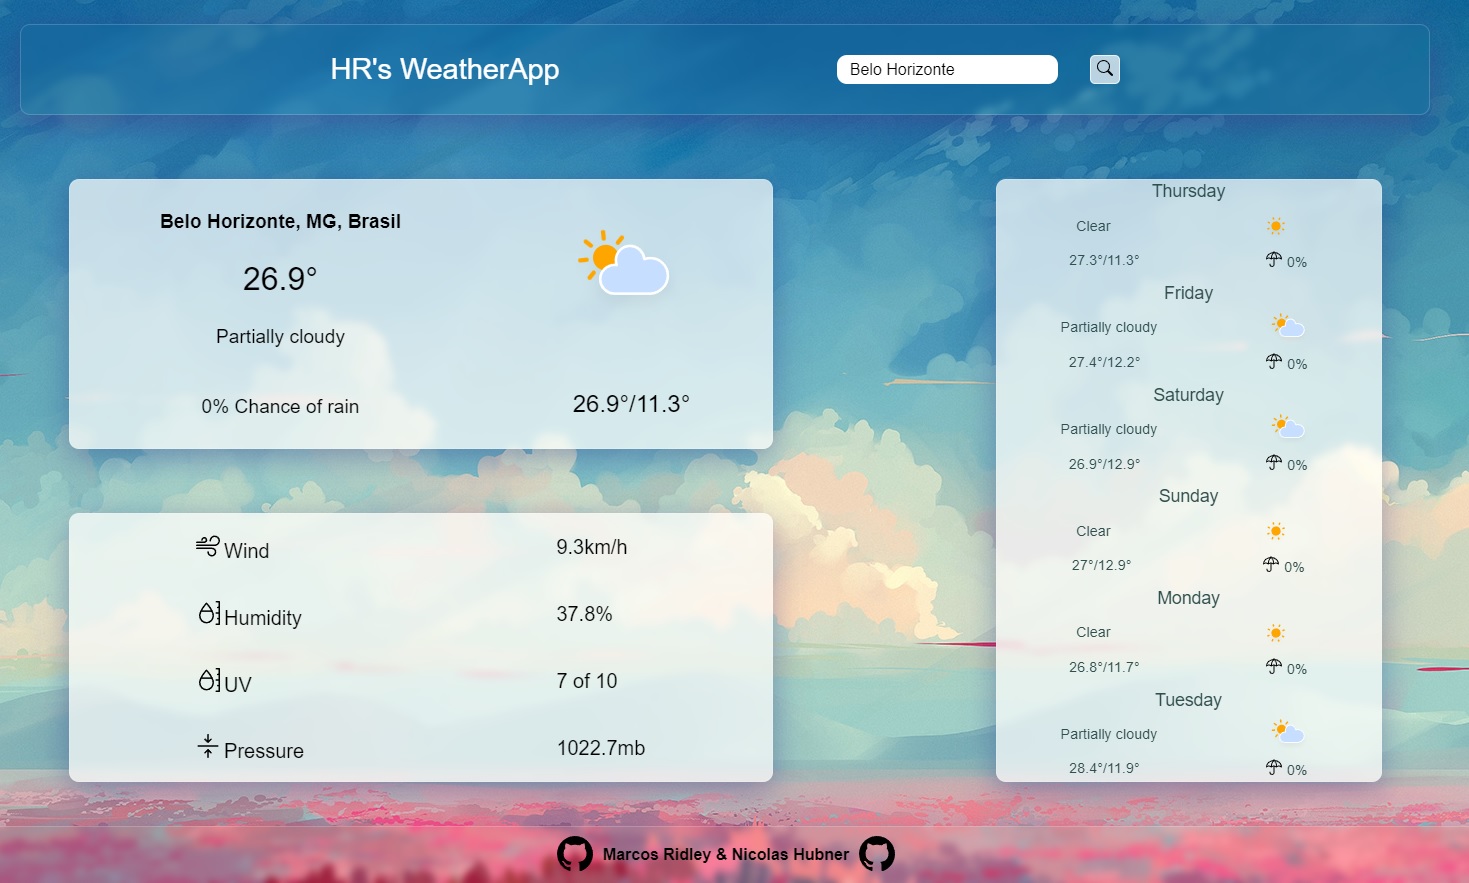 HR's WeatherApp
Belo Horizonte
Belo Horizonte, MG, Brasil
26.9°
Partially cloudy
0% Chance of rain
26.9°/11.3°
Wind 9.3km/h
Humidity 37.8%
UV 7 of 10
Pressure 1022.7mb
Thursday
Clear
27.3°/11.3° 0%
Friday
Partially cloudy
27.4°/12.2° 0%
Saturday
Partially cloudy
26.9°/12.9° 0%
Sunday
Clear
27°/12.9° 0%
Monday
Clear
26.8°/11.7° 0%
Tuesday
Partially cloudy
28.4°/11.9° 0%
Marcos Ridley & Nicolas Hubner